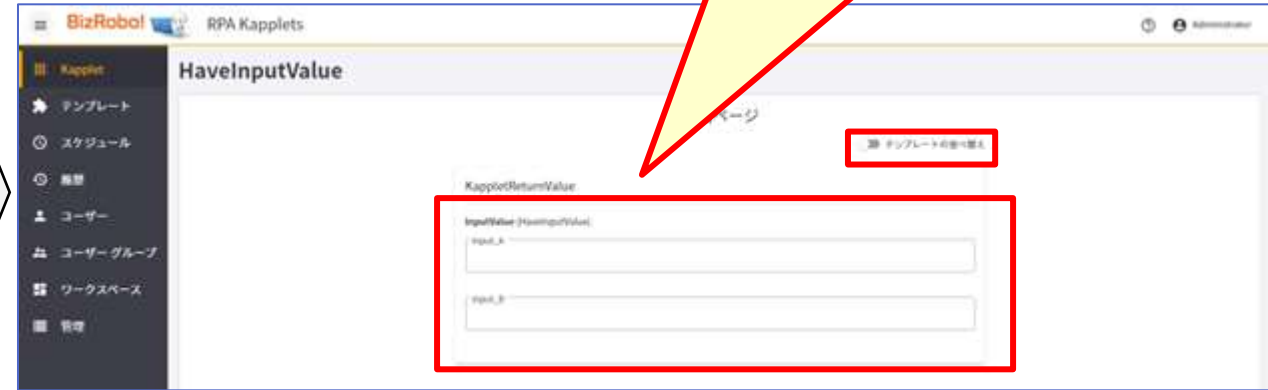 BizRobo! RPA Kapplets
Administrator
Kapplet
HaveInputValue
テンプレート
スケジュール
履歴
ユーザー
ユーザーグループ
ワークスペース
管理
ページ
テンプレートの並べ替え
KappletReturnValue
InputValue (HaveInputValue)
Input_A
Input_B